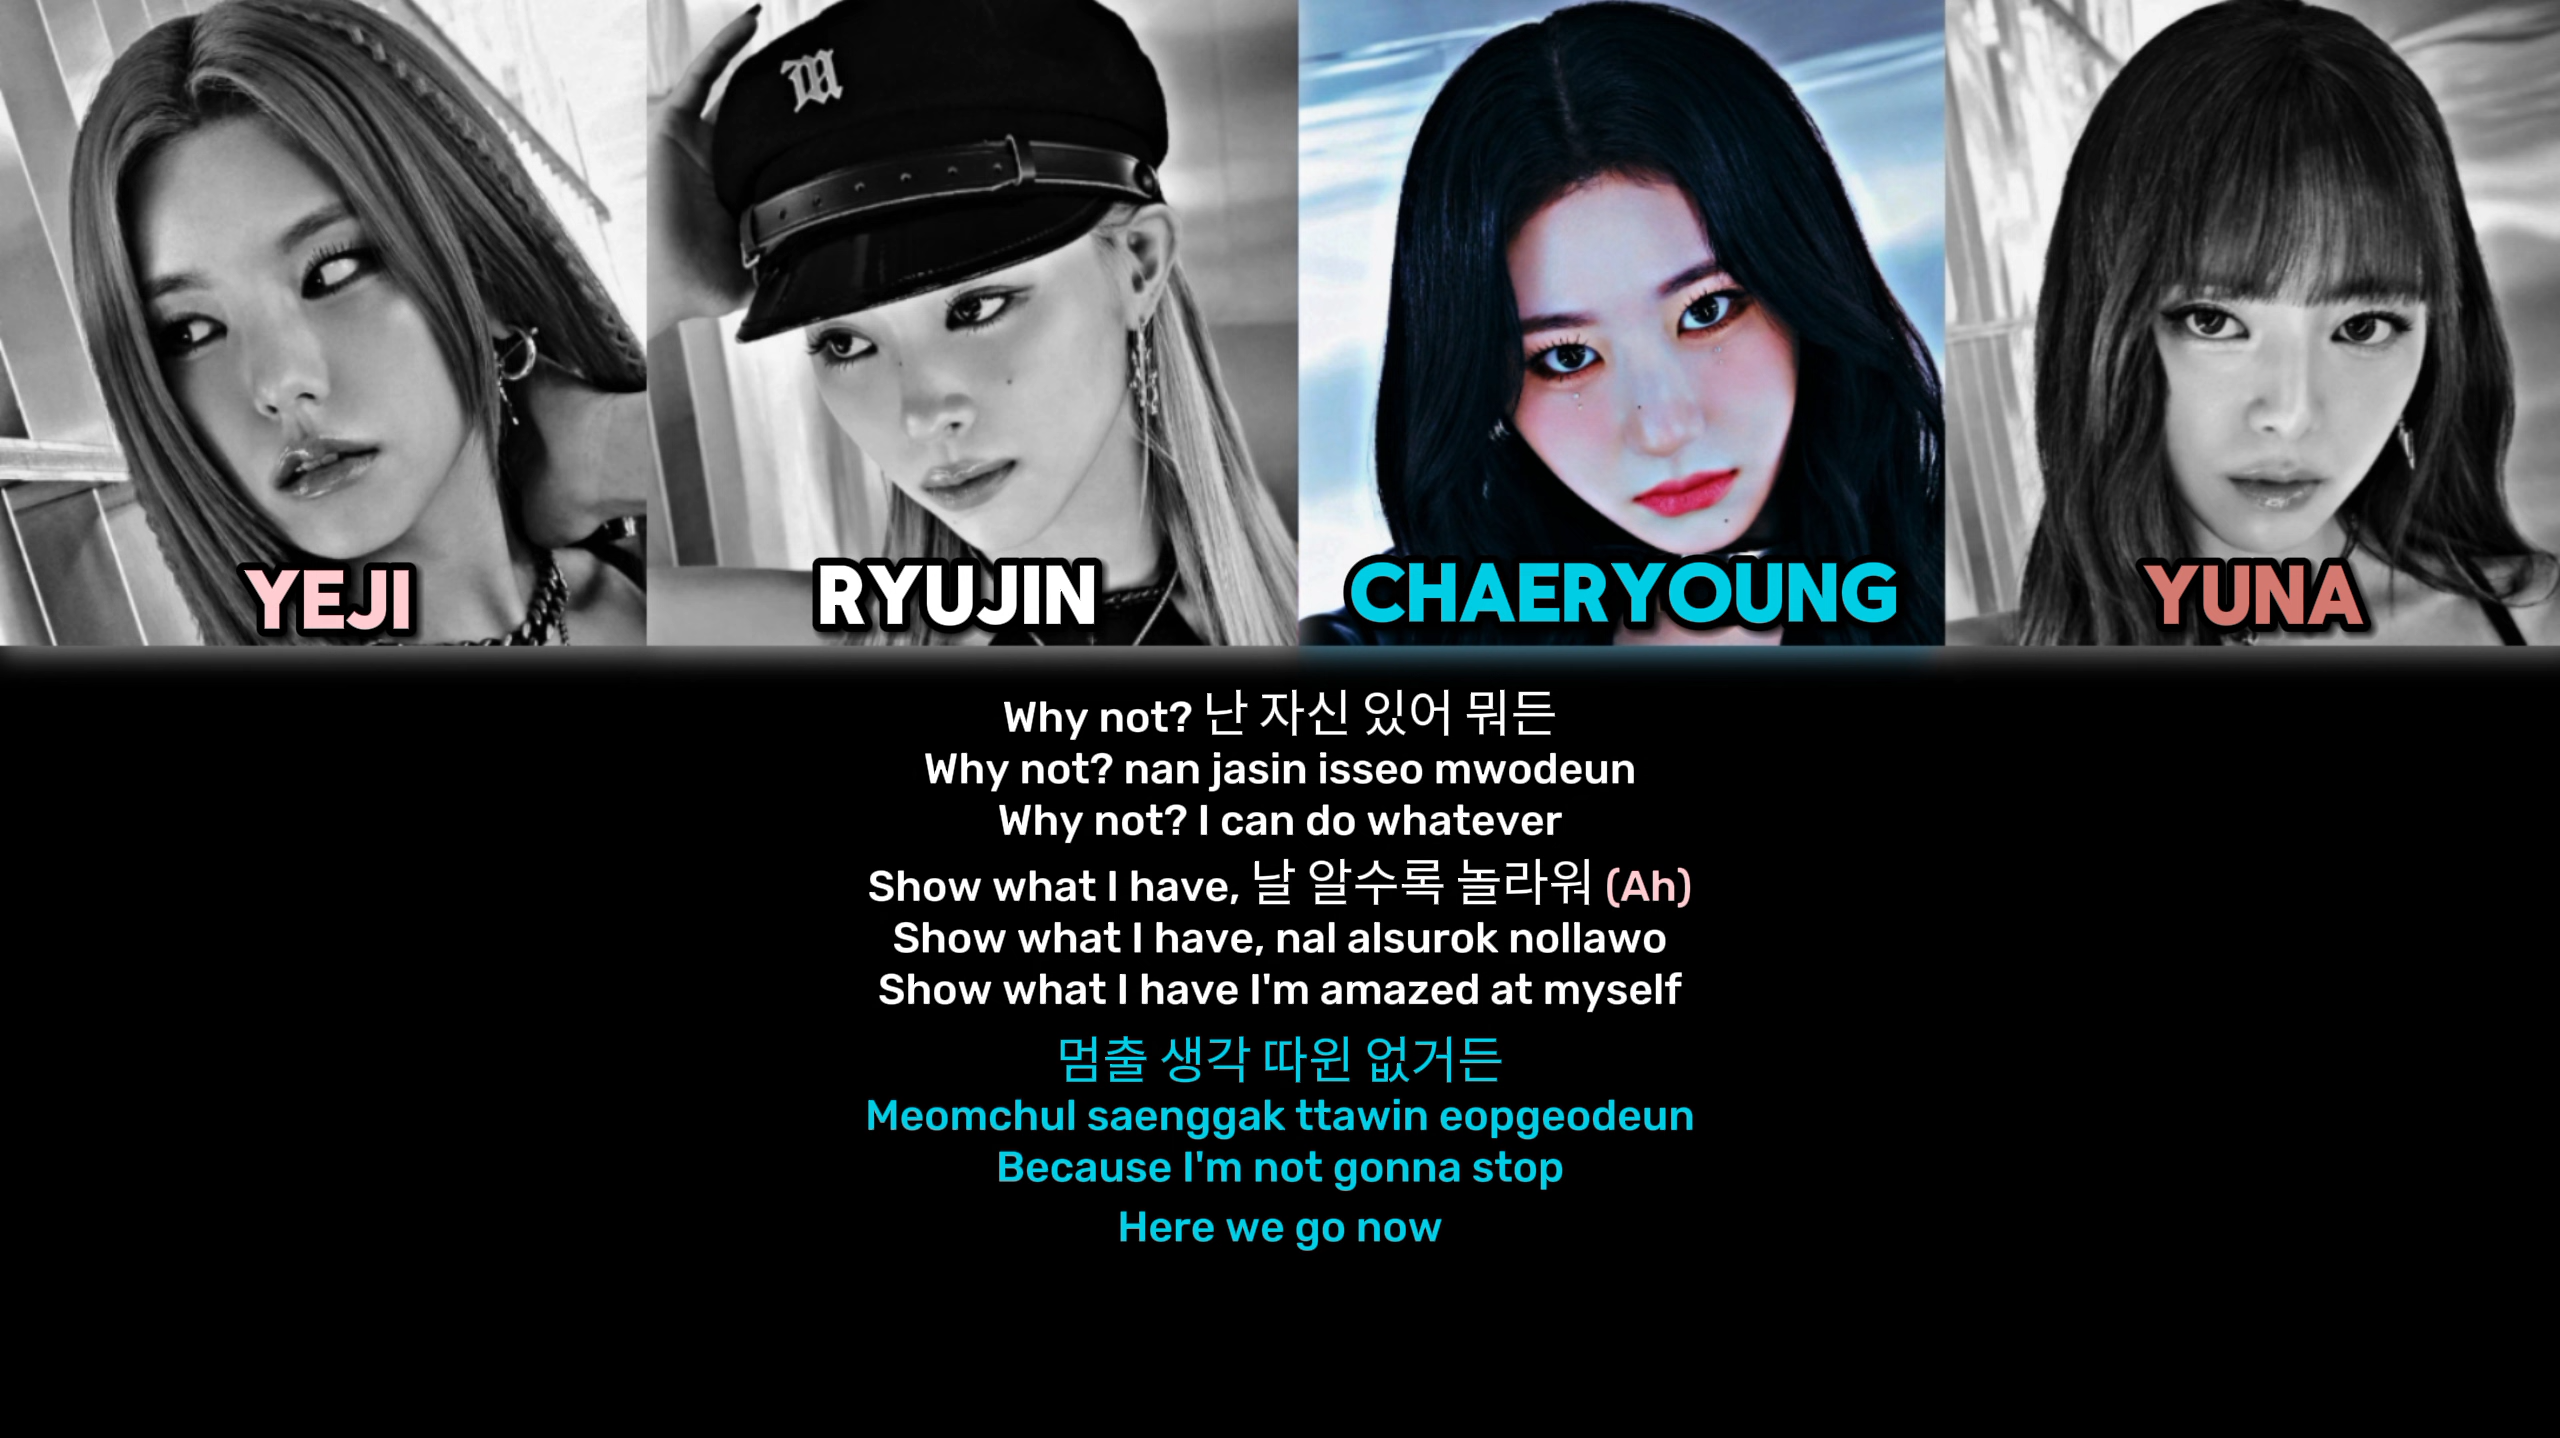 YEJI
RYUJIN
CHAERYOUNG
YUNA
Why not? 난 자신 있어 뭐든
Why not? nan jasin isseo mwodeun
Why not? I can do whatever
Show what I have, 날 알수록 놀라워 (Ah)
Show what I have, nal alsurok nollawo
Show what I have I'm amazed at myself
멈출 생각 따윈 없거든
Meomchul saenggak ttawin eopgeodeun
Because I'm not gonna stop
Here we go now